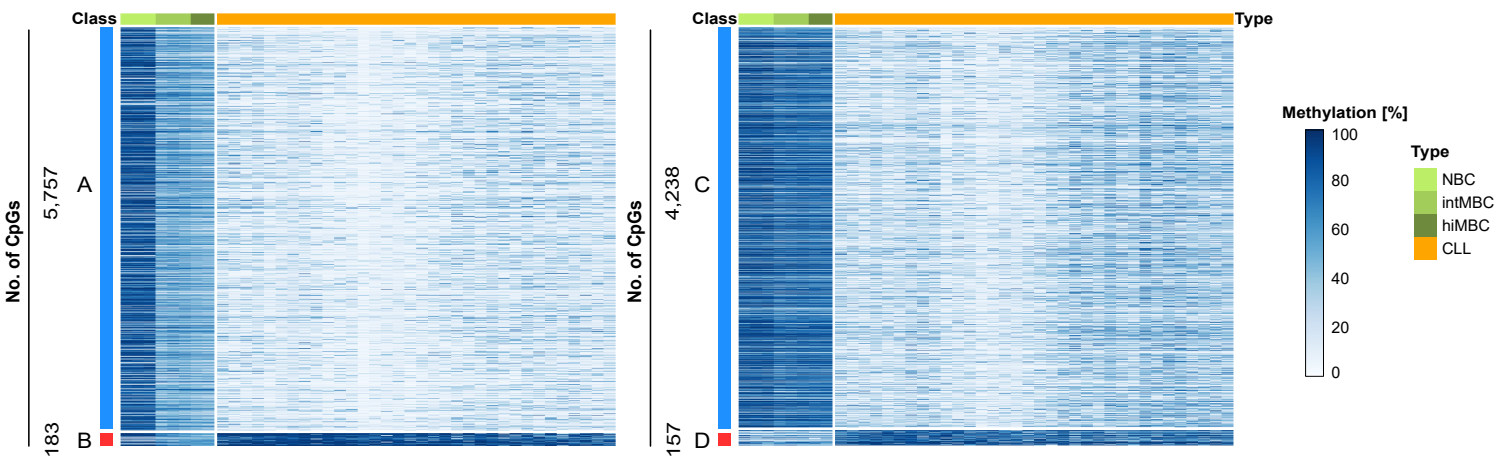 Class
Class
Type
No. of CpGs
5,757
183
A
B
No. of CpGs
4,238
157
C
D
Methylation [%]
100
80
60
40
20
0
Type
NBC
intMBC
hiMBC
CLL